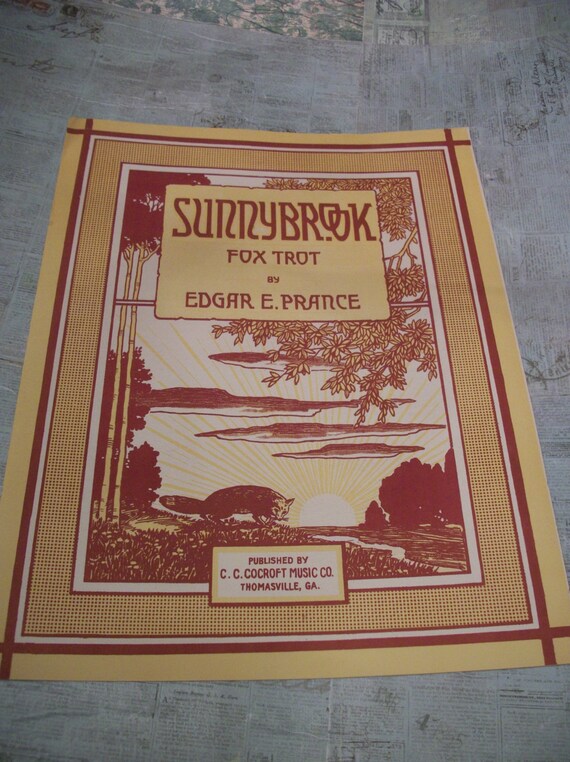 SUNNYBROOK
FOX TROT
BY
EDGAR E. PRANCE
PUBLISHED BY
C. C. COCROFT MUSIC CO.
THOMASVILLE, GA.